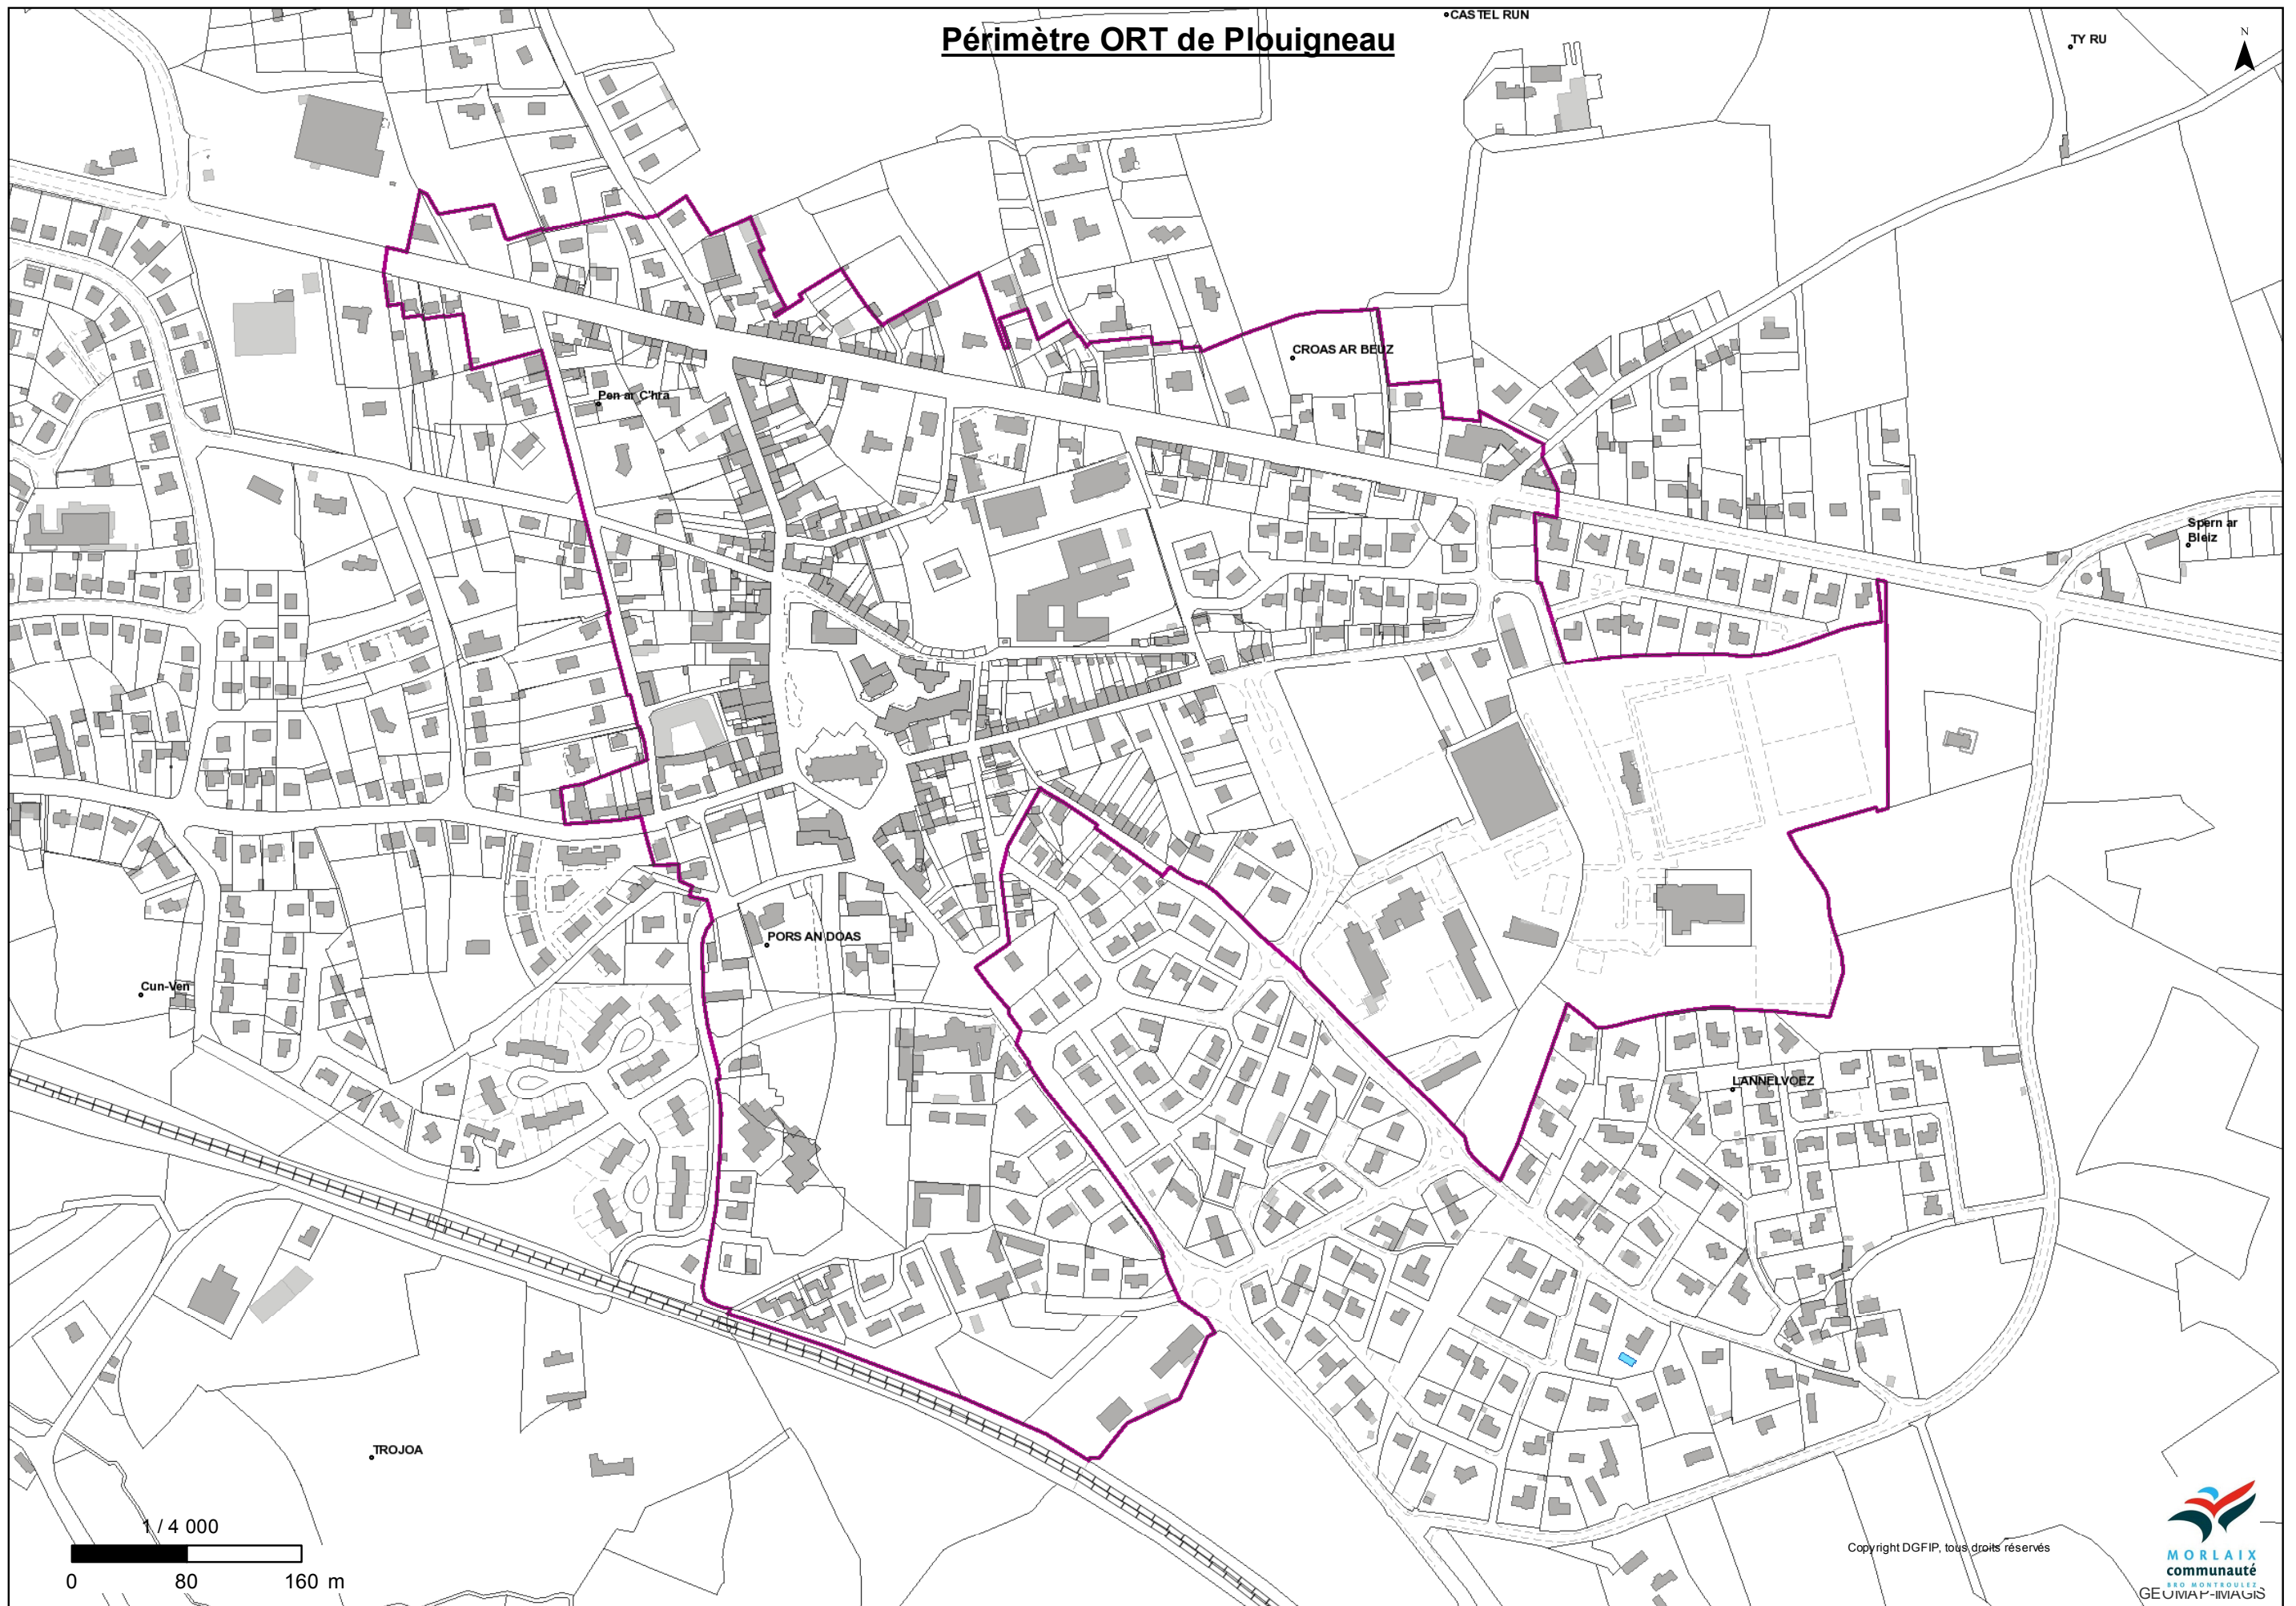 CASTEL RUN
Périmètre ORT de Plouigneau
TY RU
N
CROAS AR BEUZ
Pen ar C'hra
Spern ar
Bleiz
PORS AN DOAS
Cun-Ven
LANNELVOEZ
TROJOA
1 / 4 000
0 80 160 m
Copyright DGFIP, tous droits réservés
MORLAIX
communauté
BRO MONTROULEZ
GEOMAP-IMAGIS